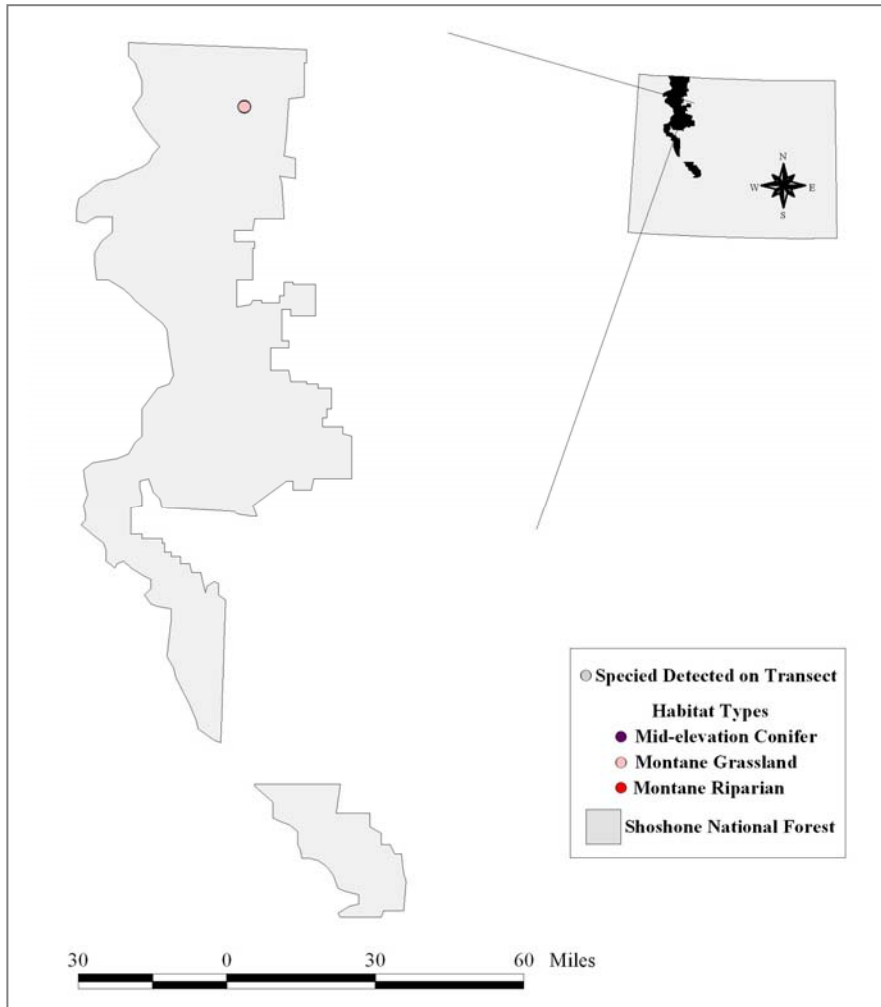 N
W E
S
Specied Detected on Transect
Habitat Types
Mid-elevation Conifer
Montane Grassland
Montane Riparian
Shoshone National Forest
30 0 30 60 Miles